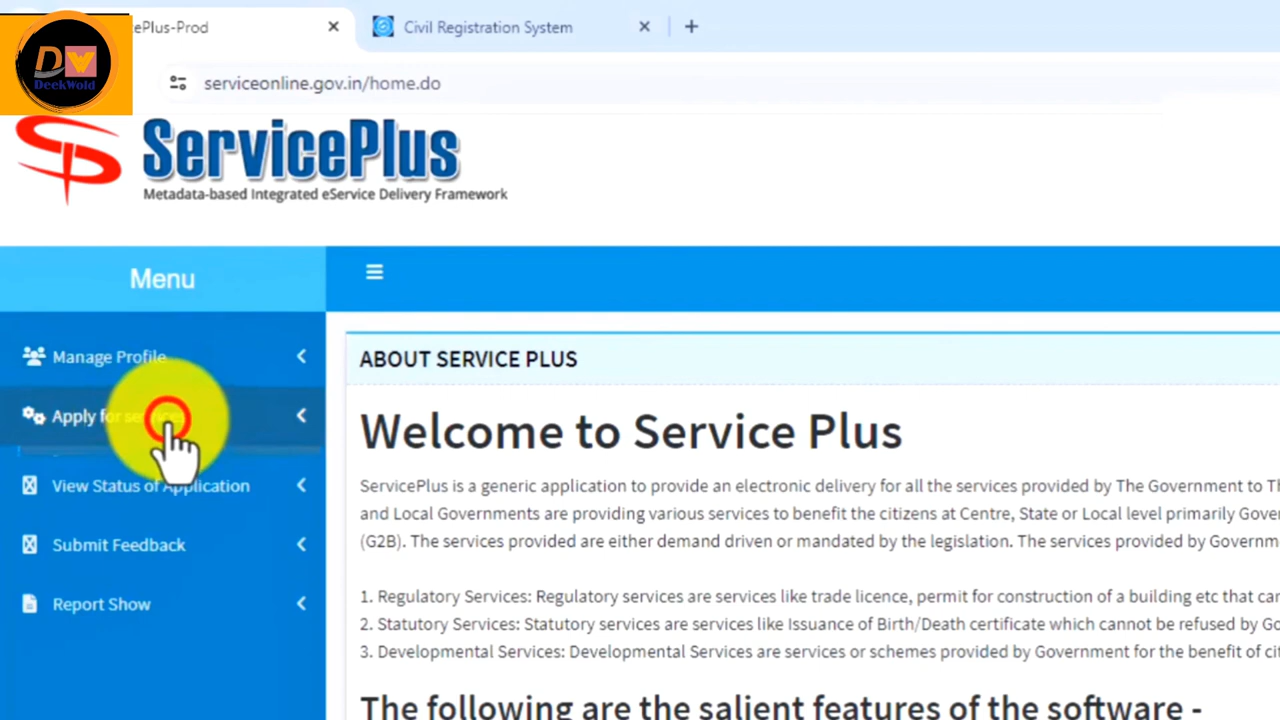 ePlus-Prod
Civil Registration System
DW
DeekWold
serviceonline.gov.in/home.do
ServicePlus
Metadata-based Integrated eService Delivery Framework
Menu
Manage Profile
Apply for services
View Status of Application
Submit Feedback
Report Show
ABOUT SERVICE PLUS
Welcome to Service Plus
ServicePlus is a generic application to provide an electronic delivery for all the services provided by The Government to
and Local Governments are providing various services to benefit the citizens at Centre, State or Local level primarily
(G2B). The services provided are either demand driven or mandated by the legislation. The services provided by
1. Regulatory Services: Regulatory services are services like trade licence, permit for construction of a building etc that
2. Statutory Services: Statutory services are services like Issuance of Birth/Death certificate which cannot be refused by
3. Developmental Services: Developmental Services are services or schemes provided by Government for the benefit of
The following are the salient features of the software -